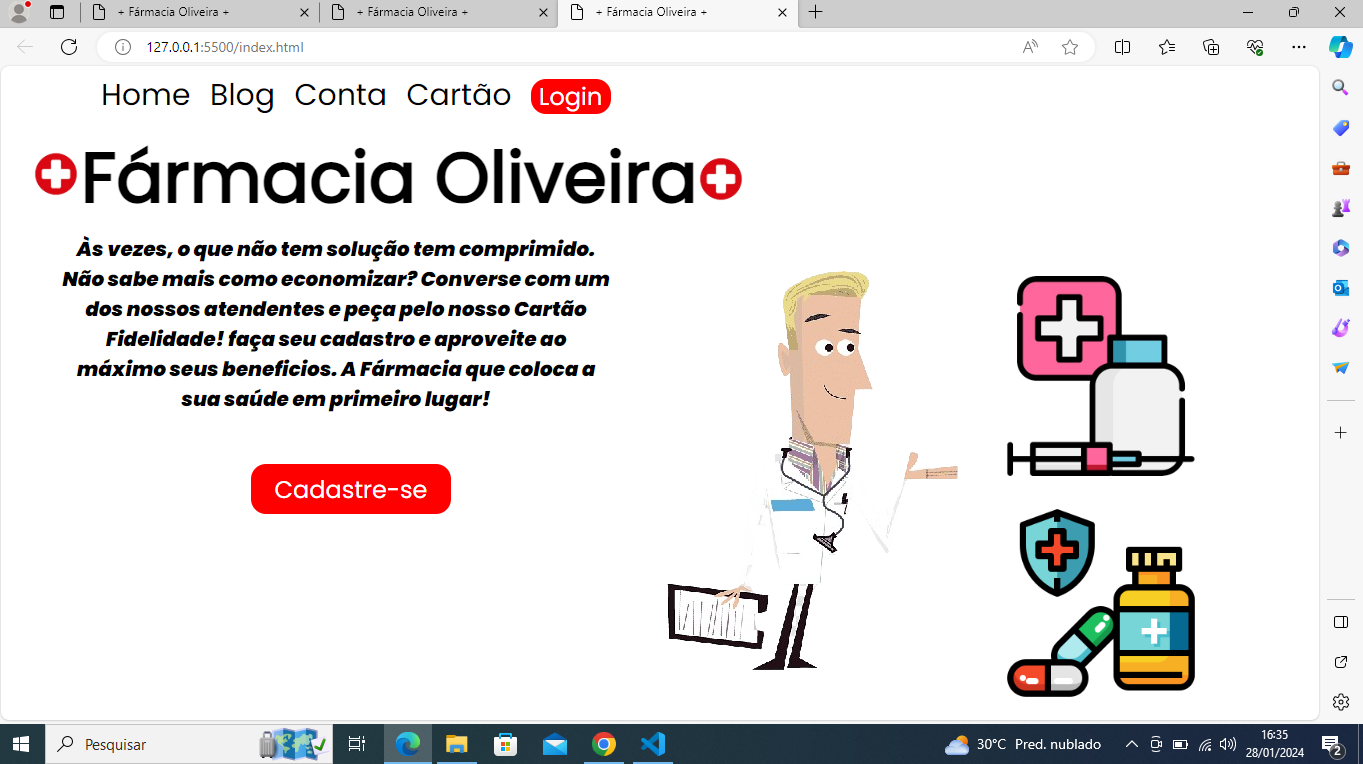 + Fármacia Oliveira +
+ Fármacia Oliveira +
+ Fármacia Oliveira +
127.0.0.1:5500/index.html
Home Blog Conta Cartão Login
Fármacia Oliveira
Às vezes, o que não tem solução tem comprimido.
Não sabe mais como economizar? Converse com um
dos nossos atendentes e peça pelo nosso Cartão
Fidelidade! faça seu cadastro e aproveite ao
máximo seus beneficios. A Fármacia que coloca a
sua saúde em primeiro lugar!
Cadastre-se
Pesquisar
30°C Pred. nublado
16:35
28/01/2024
2